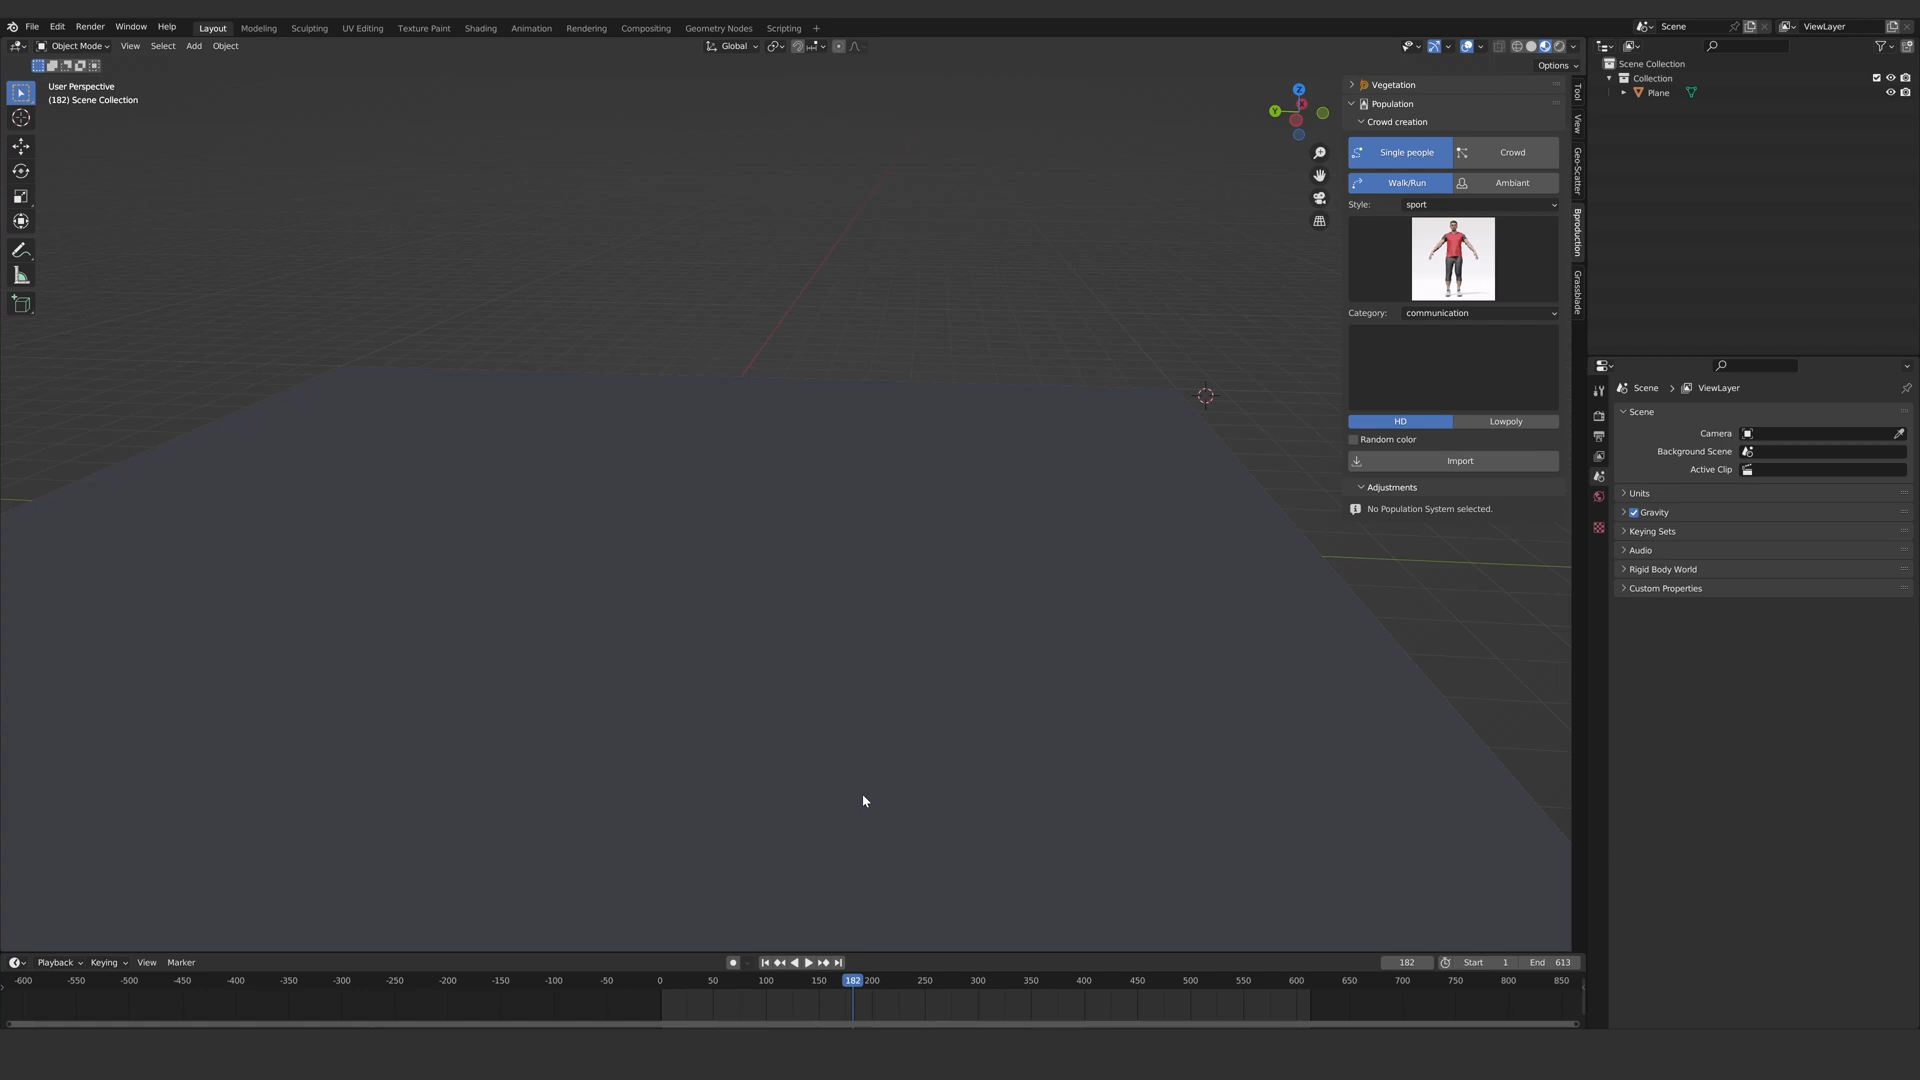 File Edit Render Window Help Layout Modeling Sculpting UV Editing Texture Paint Shading Animation Rendering Compositing Geometry Nodes Scripting + Scene ViewLayer
Object Mode View Select Add Object Global
Options
User Perspective
(182) Scene Collection
Z
Y
X
Vegetation
Population
Crowd creation
Single people Crowd
Walk/Run Ambiant
Style: sport
Category: communication
HD Lowpoly
Random color
Import
Adjustments
No Population System selected.
Tool
View
Geo-Scatter
Bproduction
Grassblade
Scene Collection
Collection
Plane
Scene > ViewLayer
Scene
Camera
Background Scene
Active Clip
Units
Gravity
Keying Sets
Audio
Rigid Body World
Custom Properties
Playback Keying View Marker 182 Start 1 End 613
-600 -550 -500 -450 -400 -350 -300 -250 -200 -150 -100 -50 0 50 100 150 182 200 250 300 350 400 450 500 550 600 650 700 750 800 850